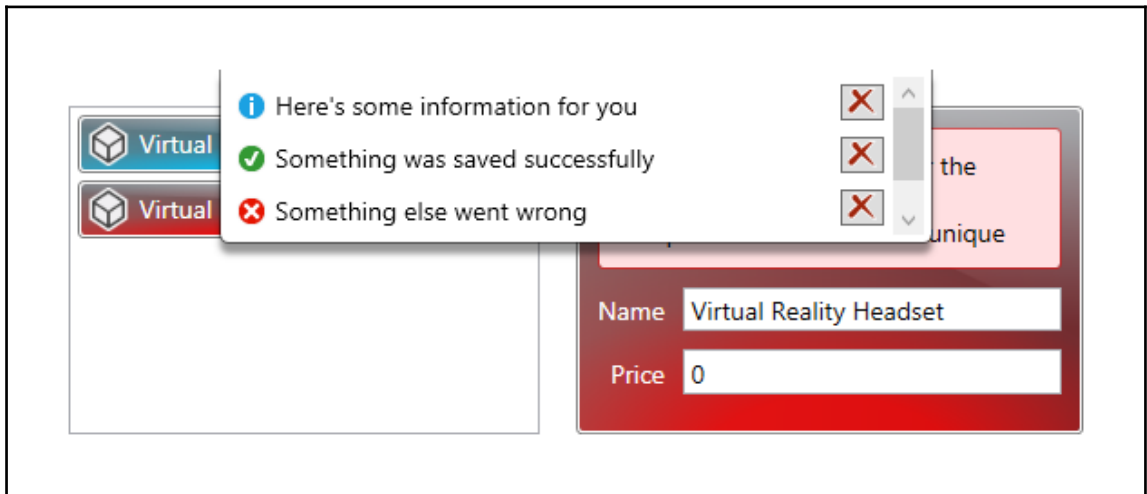 Here's some information for you
Something was saved successfully
Something else went wrong
Virtual
Virtual
the
unique
Name Virtual Reality Headset
Price 0